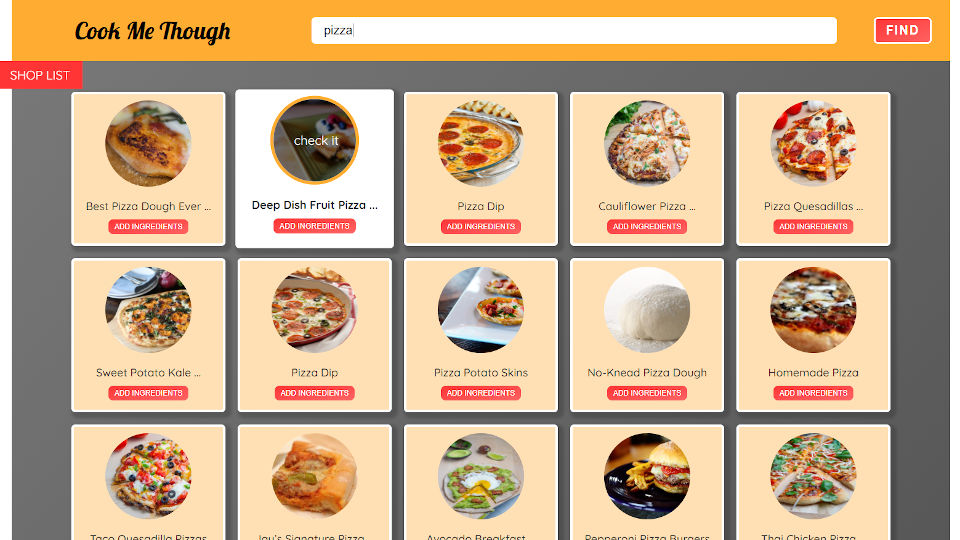 Cook Me Though
pizza
FIND
SHOP LIST
Best Pizza Dough Ever ...
ADD INGREDIENTS
check it
Deep Dish Fruit Pizza ...
ADD INGREDIENTS
Pizza Dip
ADD INGREDIENTS
Cauliflower Pizza ...
ADD INGREDIENTS
Pizza Quesadillas ...
ADD INGREDIENTS
Sweet Potato Kale ...
ADD INGREDIENTS
Pizza Dip
ADD INGREDIENTS
Pizza Potato Skins
ADD INGREDIENTS
No-Knead Pizza Dough
ADD INGREDIENTS
Homemade Pizza
ADD INGREDIENTS
Taco Quesadilla Pizzas
Jay's Signature Pizza
Avocado Breakfast
Pepperoni Pizza Burgers
Thai Chicken Pizza